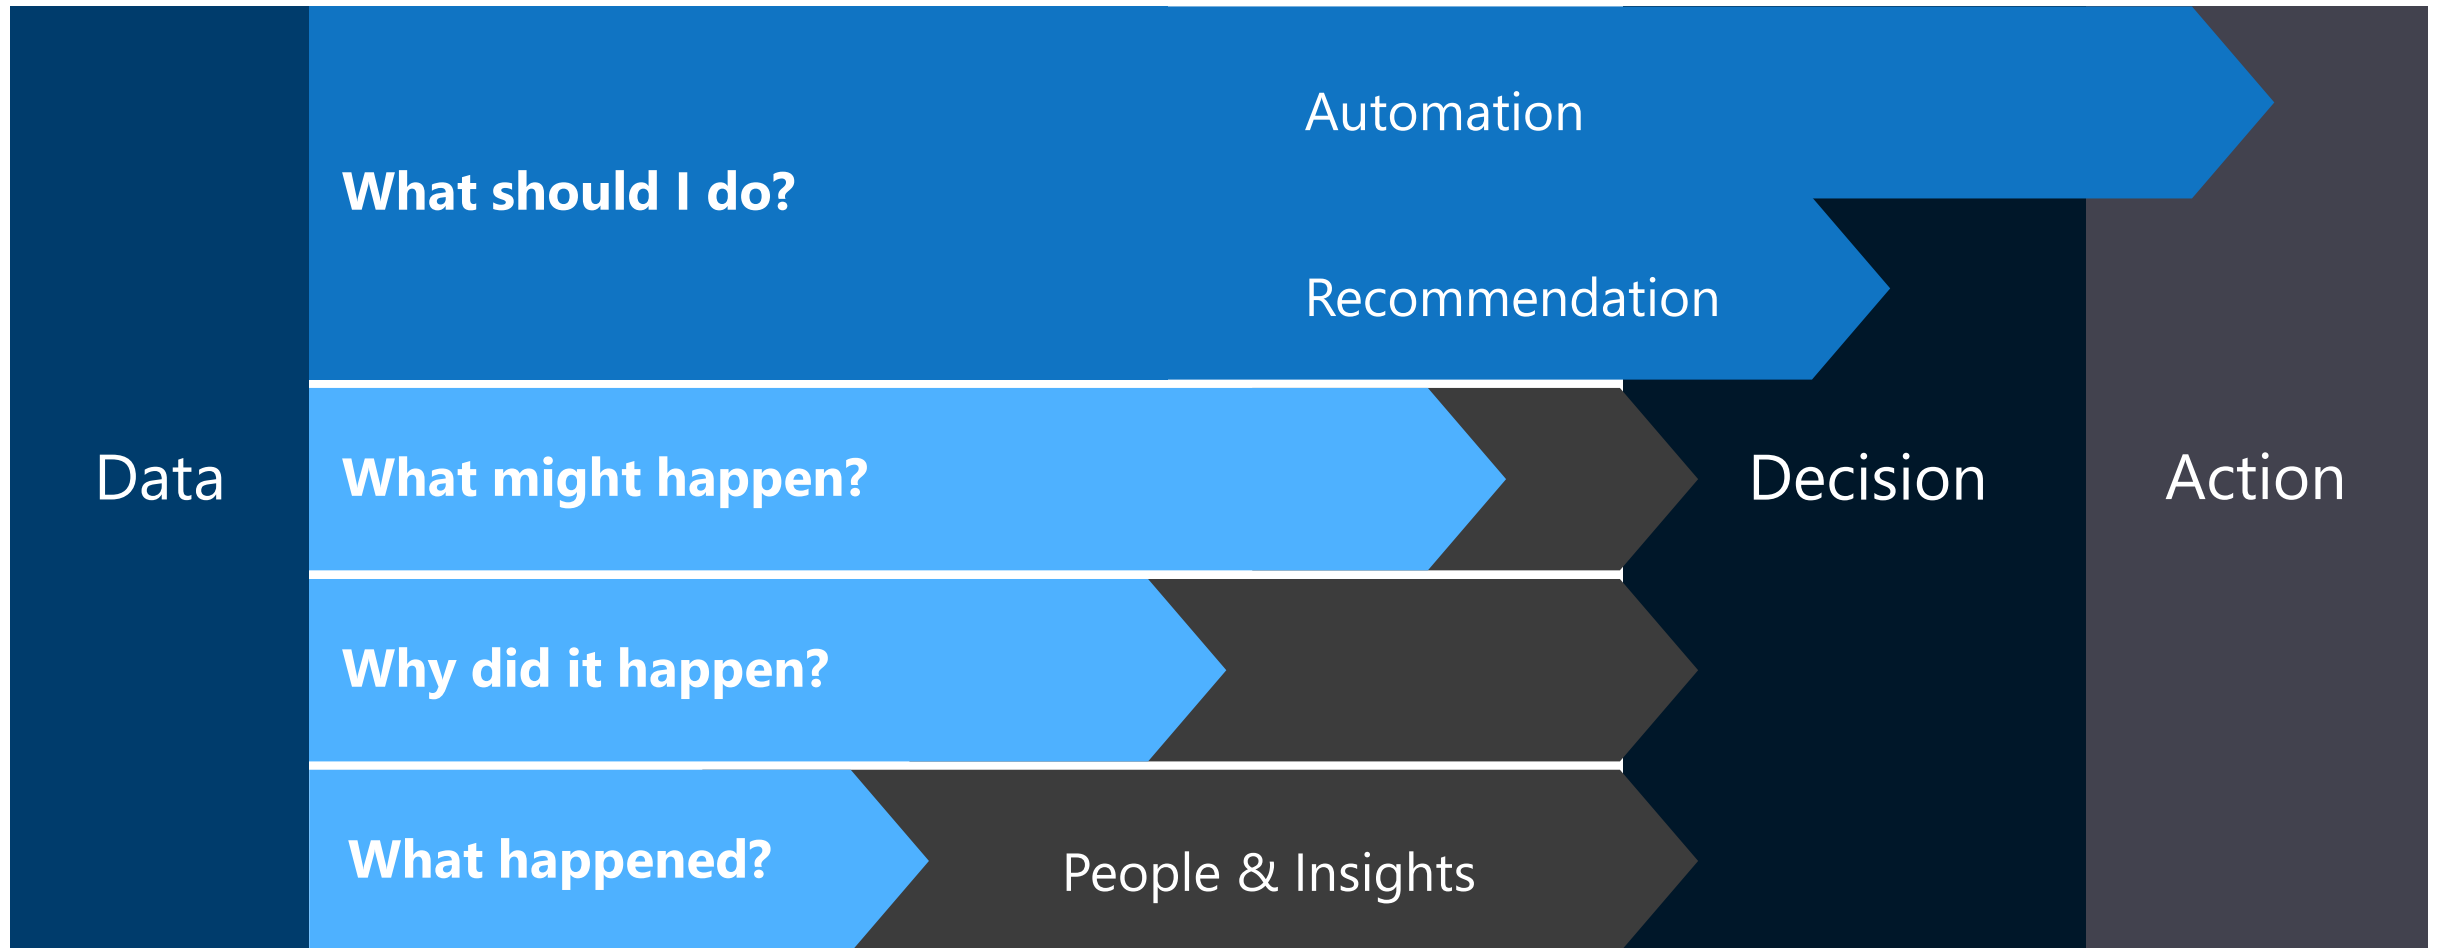 Automation
What should I do?
Recommendation
Data
What might happen?
Decision
Action
Why did it happen?
What happened?
People & Insights